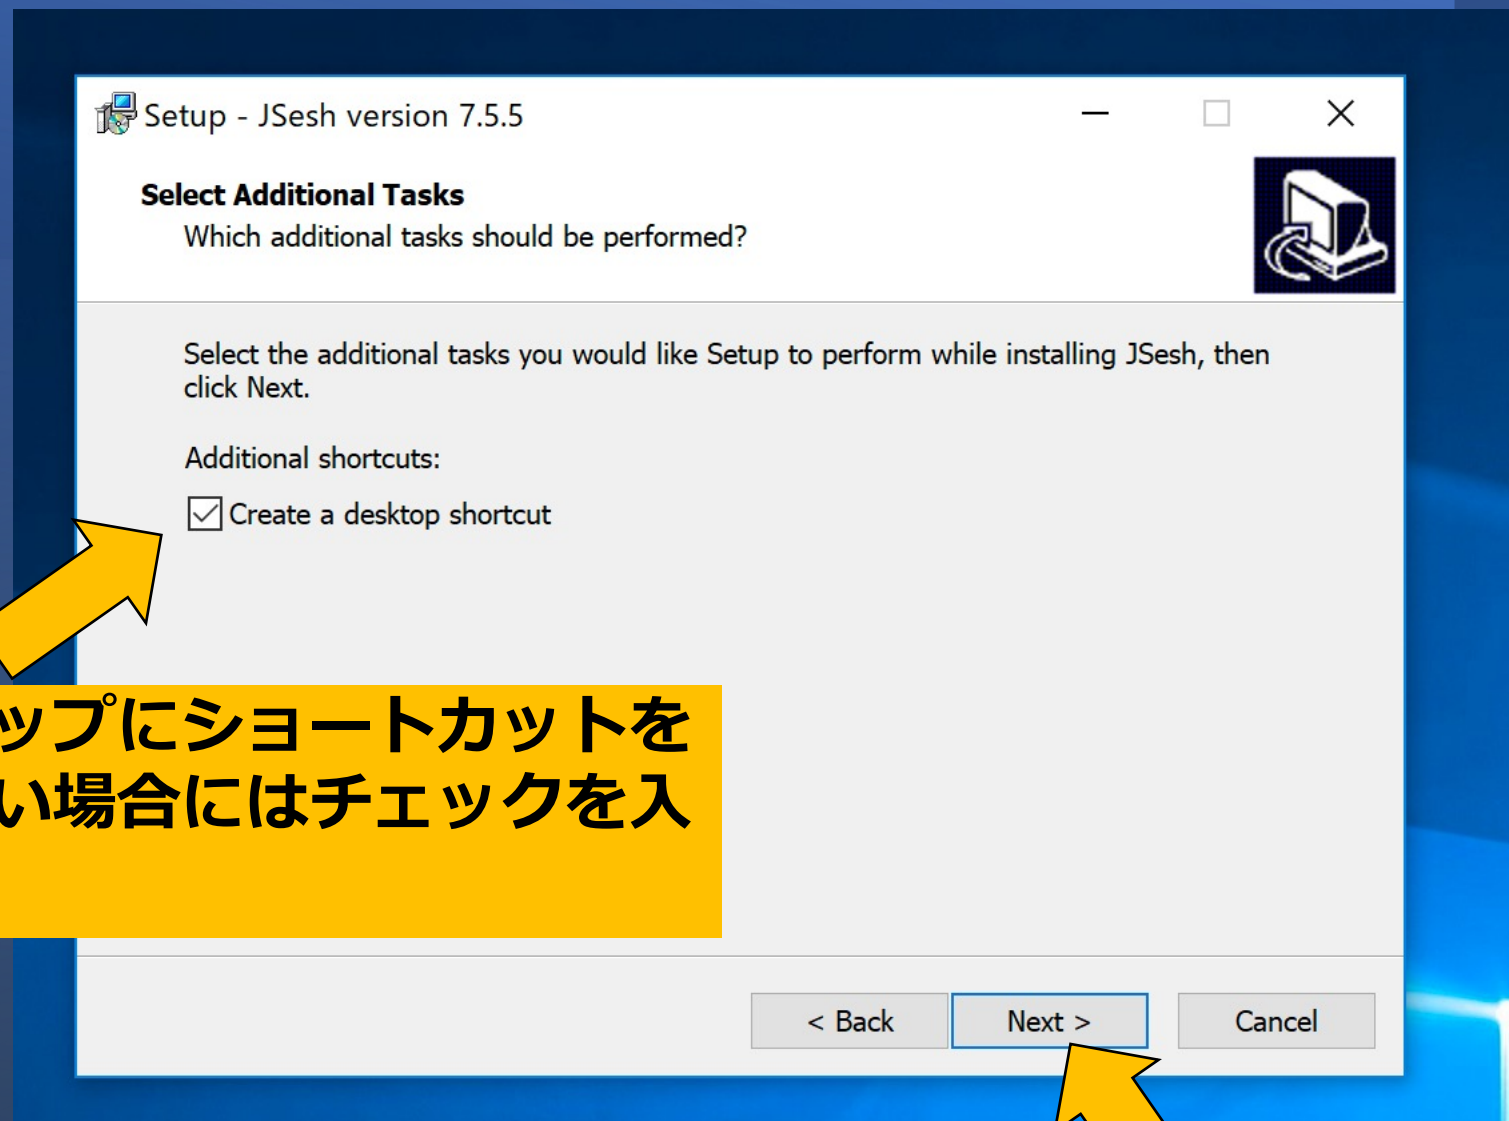 Setup - JSesh version 7.5.5
Select Additional Tasks
Which additional tasks should be performed?
Select the additional tasks you would like Setup to perform while installing JSesh, then
click Next.
Additional shortcuts:
Create a desktop shortcut
ップにショートカットを
い場合にはチェックを入
< Back
Next >
Cancel